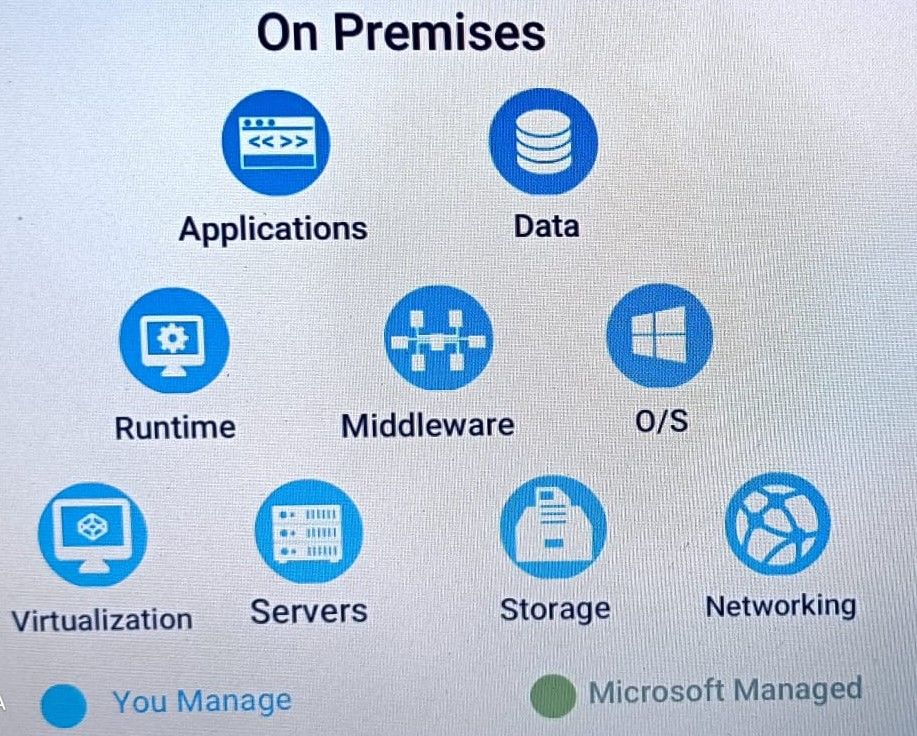 On Premises
<< >>
Applications
Data
Runtime
Middleware
O/S
Virtualization
Servers
Storage
Networking
You Manage
Microsoft Managed